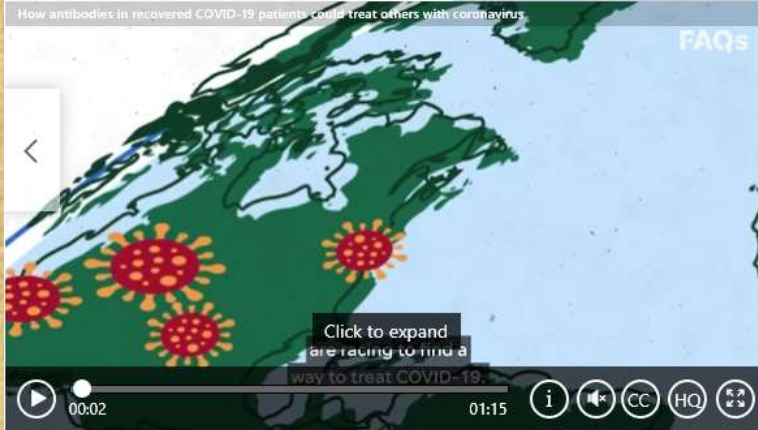 How antibodies in recovered COVID-19 patients could treat others with coronavirus
FAQs
Click to expand
are racing to find a
way to treat COVID-19.
00:02
01:15
i
CC
HQ